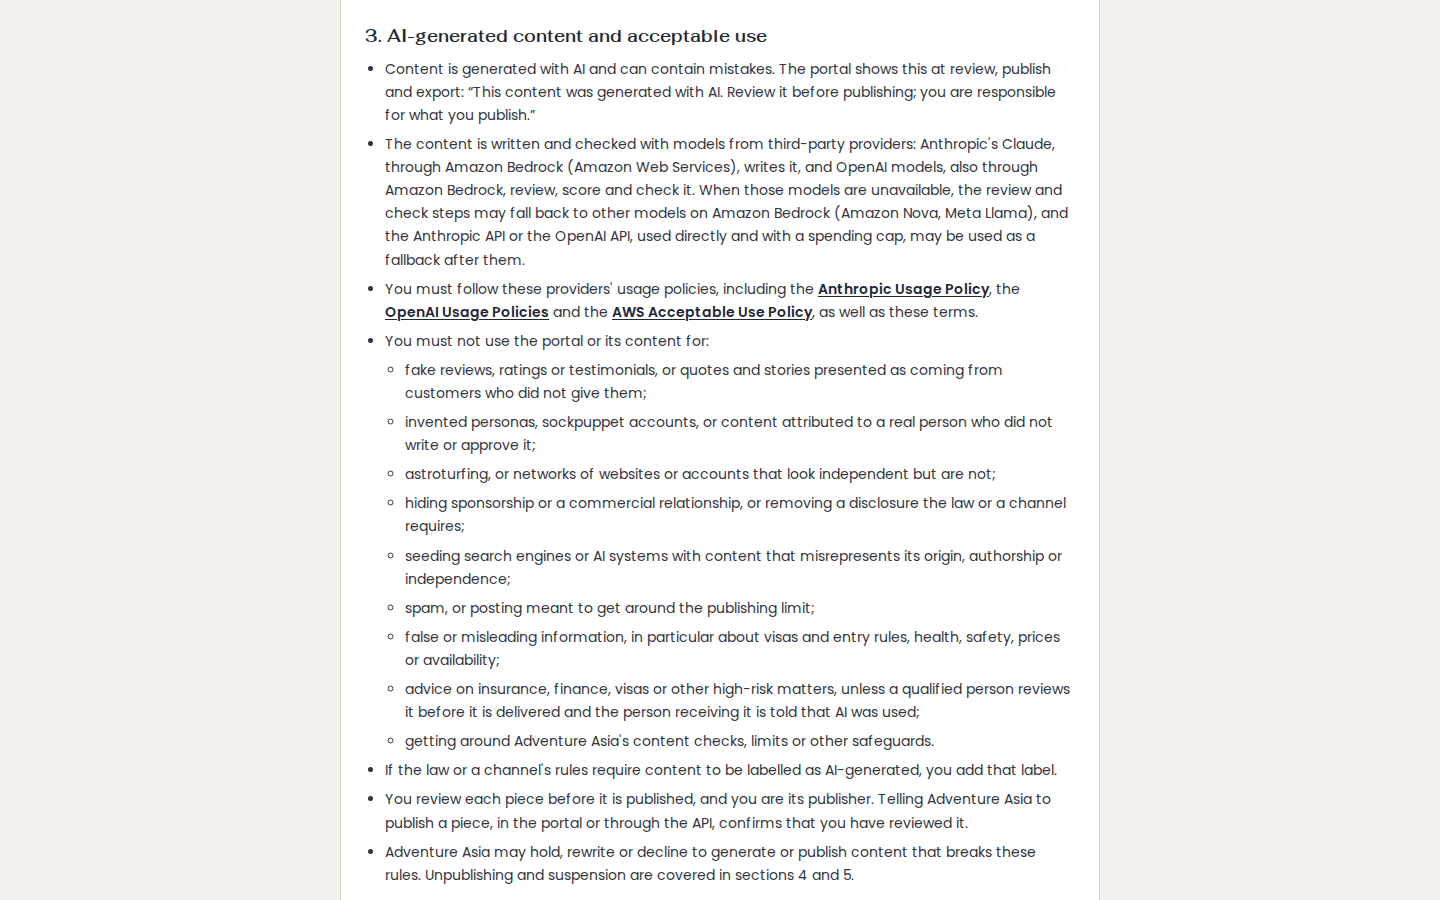 3. AI-generated content and acceptable use
• Content is generated with AI and can contain mistakes. The portal shows this at review, publish
and export: “This content was generated with AI. Review it before publishing; you are responsible
for what you publish.”
• The content is written and checked with models from third-party providers: Anthropic's Claude,
through Amazon Bedrock (Amazon Web Services), writes it, and OpenAI models, also through
Amazon Bedrock, review, score and check it. When those models are unavailable, the review and
check steps may fall back to other models on Amazon Bedrock (Amazon Nova, Meta Llama), and
the Anthropic API or the OpenAI API, used directly and with a spending cap, may be used as a
fallback after them.
• You must follow these providers' usage policies, including the Anthropic Usage Policy, the
OpenAI Usage Policies and the AWS Acceptable Use Policy, as well as these terms.
• You must not use the portal or its content for:
◦ fake reviews, ratings or testimonials, or quotes and stories presented as coming from
customers who did not give them;
◦ invented personas, sockpuppet accounts, or content attributed to a real person who did not
write or approve it;
◦ astroturfing, or networks of websites or accounts that look independent but are not;
◦ hiding sponsorship or a commercial relationship, or removing a disclosure the law or a channel
requires;
◦ seeding search engines or AI systems with content that misrepresents its origin, authorship or
independence;
◦ spam, or posting meant to get around the publishing limit;
◦ false or misleading information, in particular about visas and entry rules, health, safety, prices
or availability;
◦ advice on insurance, finance, visas or other high-risk matters, unless a qualified person reviews
it before it is delivered and the person receiving it is told that AI was used;
◦ getting around Adventure Asia's content checks, limits or other safeguards.
• If the law or a channel's rules require content to be labelled as AI-generated, you add that label.
• You review each piece before it is published, and you are its publisher. Telling Adventure Asia to
publish a piece, in the portal or through the API, confirms that you have reviewed it.
• Adventure Asia may hold, rewrite or decline to generate or publish content that breaks these
rules. Unpublishing and suspension are covered in sections 4 and 5.